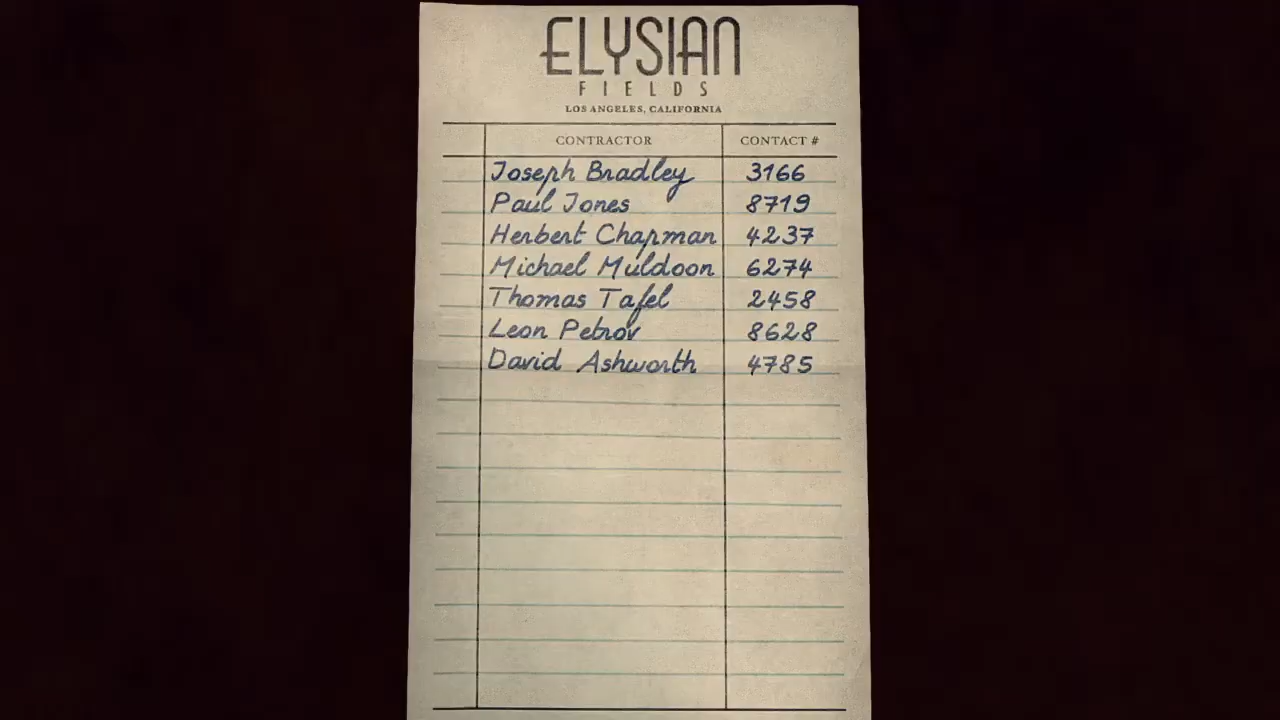 ELYSIAN
FIELDS
LOS ANGELES, CALIFORNIA
CONTRACTOR CONTACT #
Joseph Bradley 3166
Paul Jones 8719
Herbert Chapman 4237
Michael Muldoon 6274
Thomas Tafel 2458
Leon Petrov 8628
David Ashworth 4785